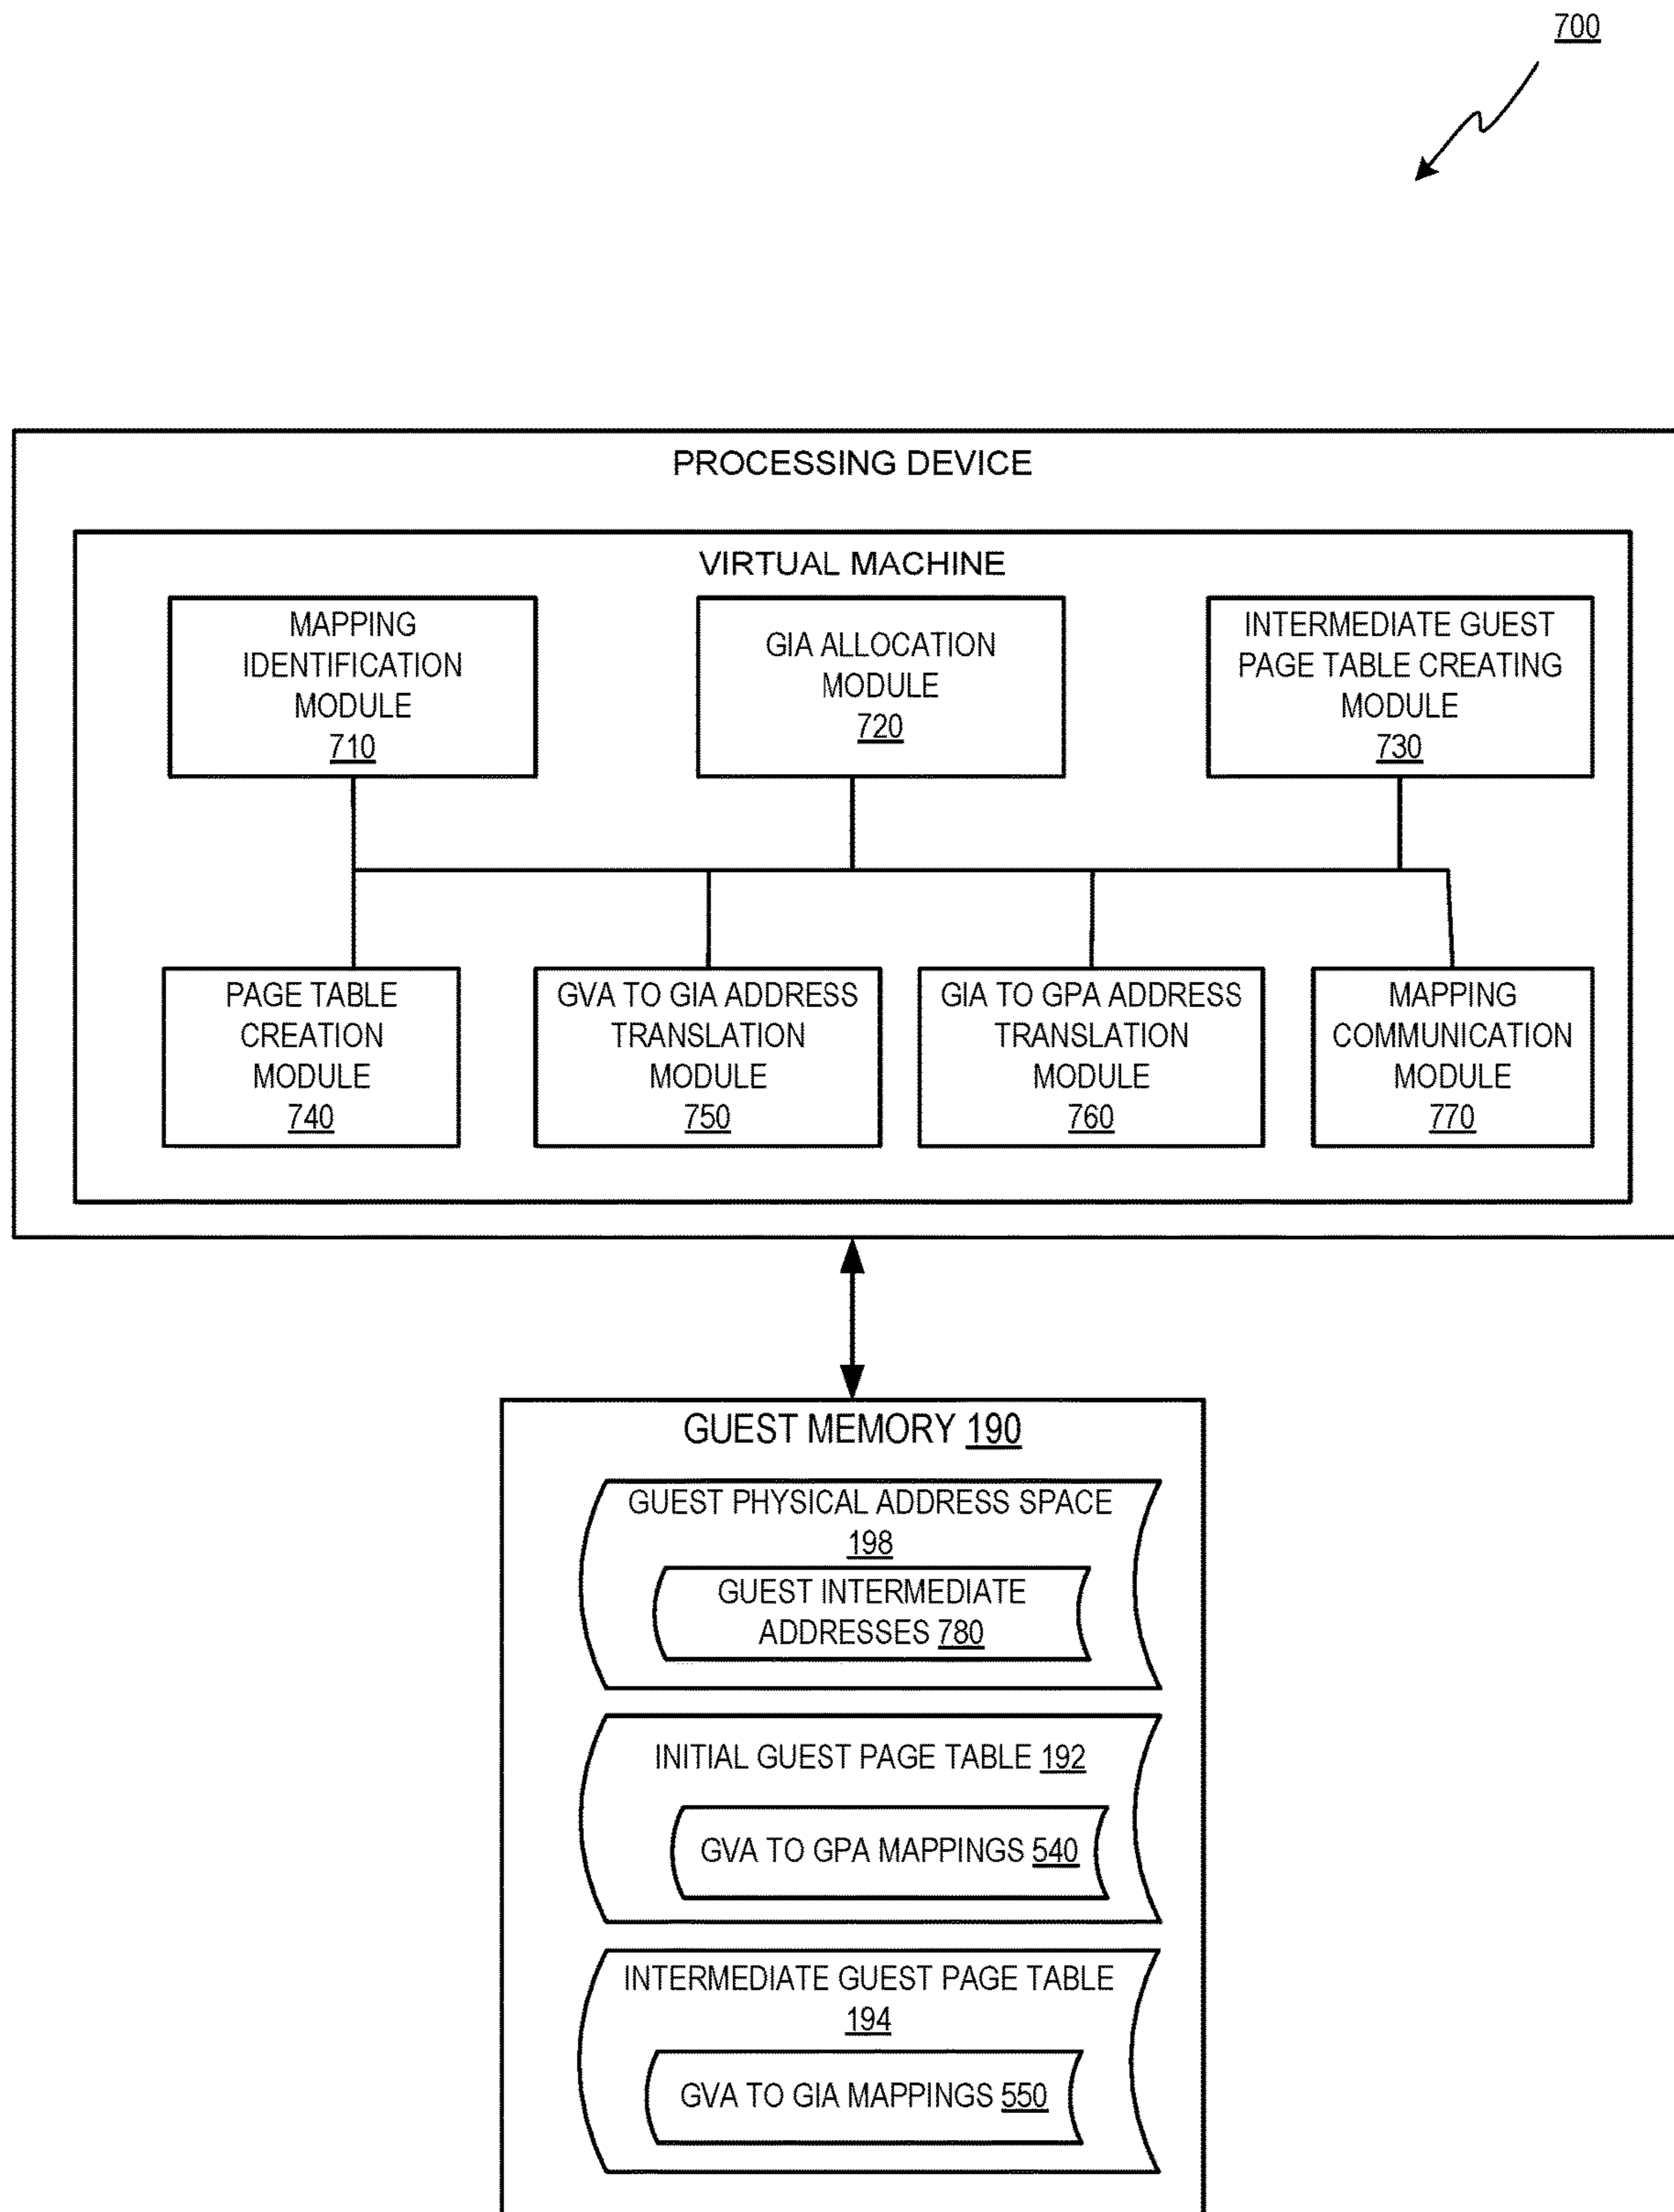 700
PROCESSING DEVICE
VIRTUAL MACHINE
MAPPING
IDENTIFICATION
MODULE
710
GIA ALLOCATION
MODULE
720
INTERMEDIATE GUEST
PAGE TABLE CREATING
MODULE
730
PAGE TABLE
CREATION
MODULE
740
GVA TO GIA ADDRESS
TRANSLATION
MODULE
750
GIA TO GPA ADDRESS
TRANSLATION
MODULE
760
MAPPING
COMMUNICATION
MODULE
770
GUEST MEMORY 190
GUEST PHYSICAL ADDRESS SPACE
198
GUEST INTERMEDIATE
ADDRESSES 780
INITIAL GUEST PAGE TABLE 192
GVA TO GPA MAPPINGS 540
INTERMEDIATE GUEST PAGE TABLE
194
GVA TO GIA MAPPINGS 550